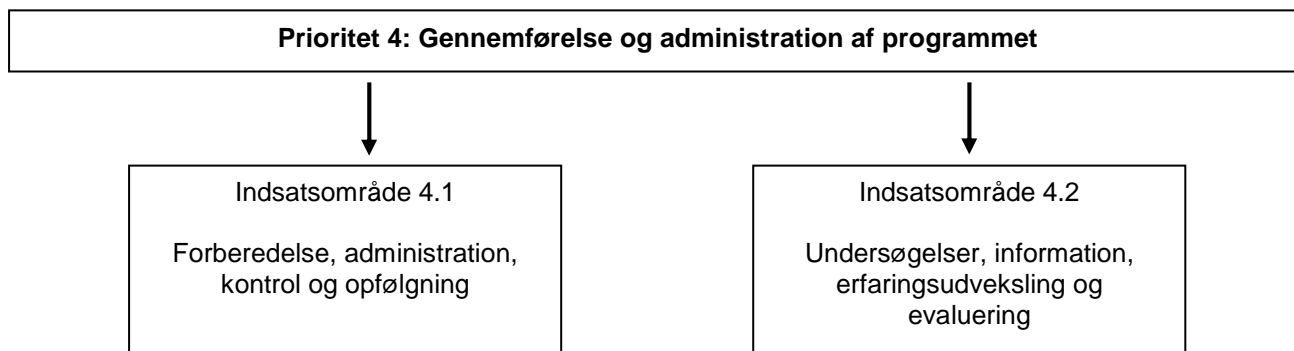 Prioritet 4: Gennemførelse og administration af programmet
Indsatsområde 4.1
Forberedelse, administration,
kontrol og opfølgning
Indsatsområde 4.2
Undersøgelser, information,
erfaringsudveksling og
evaluering